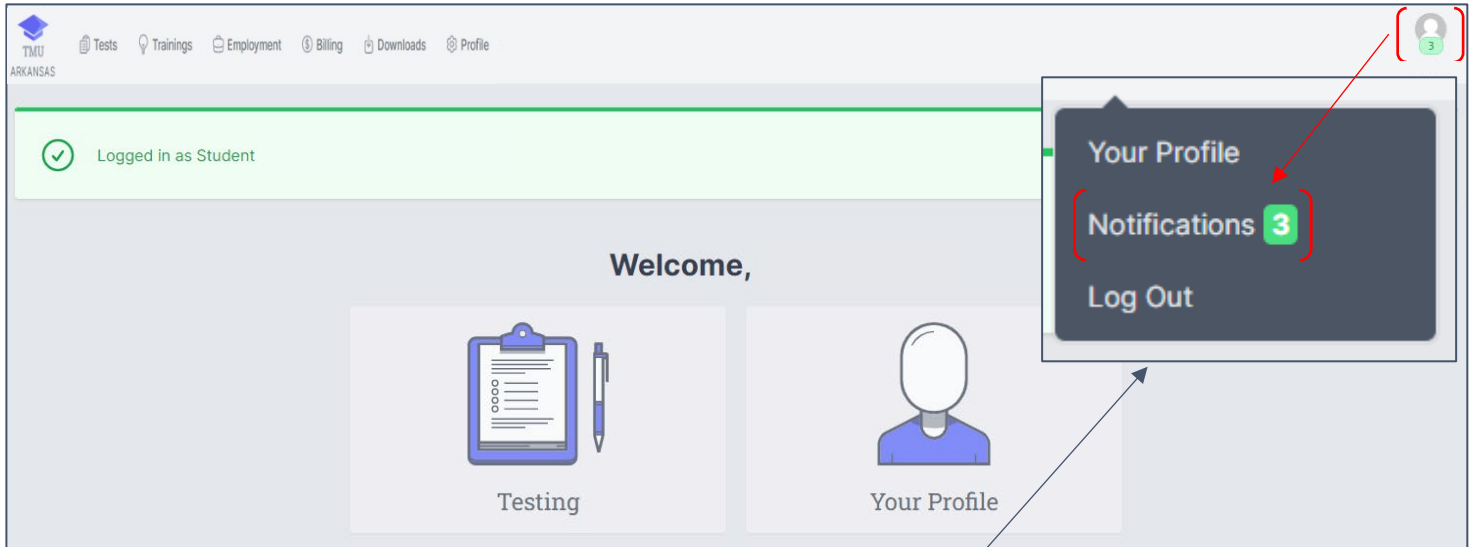 TMU
ARKANSAS
Tests Trainings Employment Billing Downloads Profile
3
Logged in as Student
Your Profile
Notifications 3
Log Out
Welcome,
Testing
Your Profile